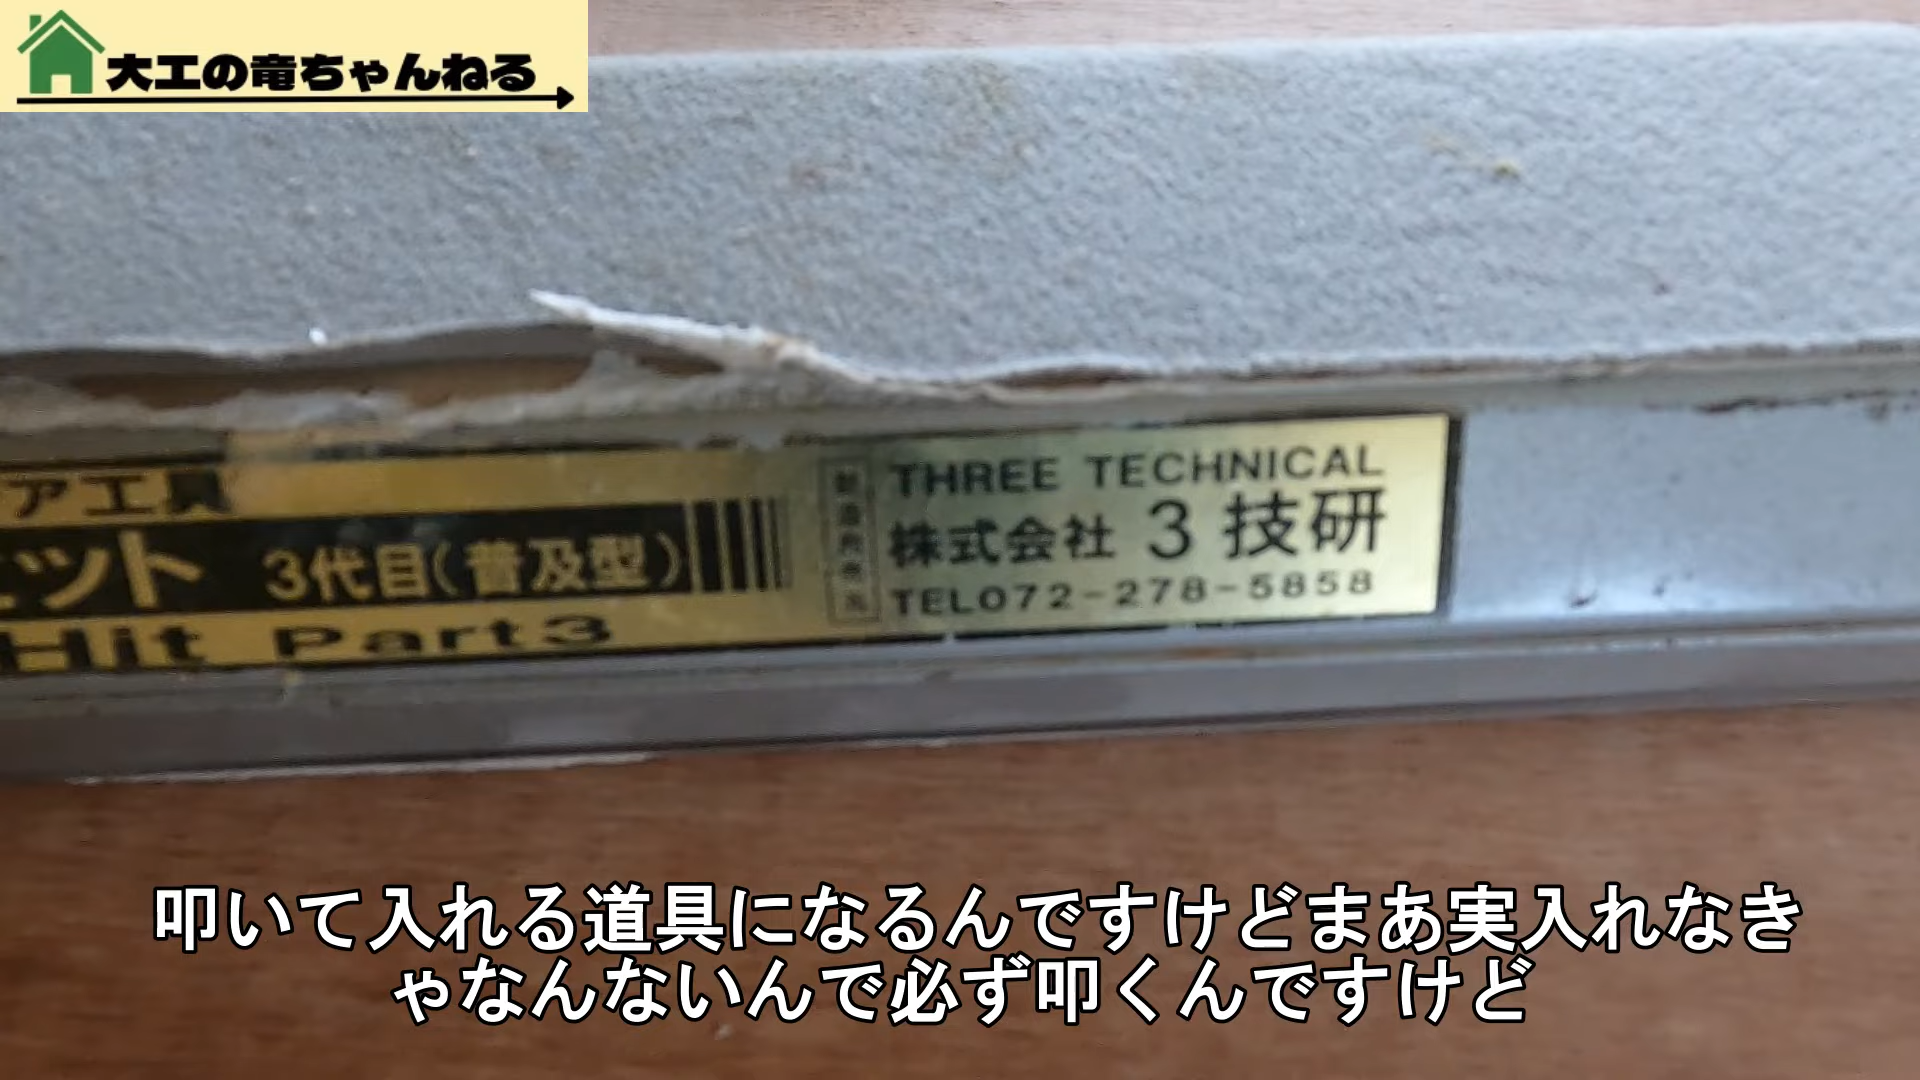 大工の竜ちゃんねる
ア工具
ット 3代目(普及型)
Hit Part3
THREE TECHNICAL
株式会社 3技研
TEL072-278-5858
叩いて入れる道具になるんですけどまあ実入れなき
ゃなんないんで必ず叩くんですけど